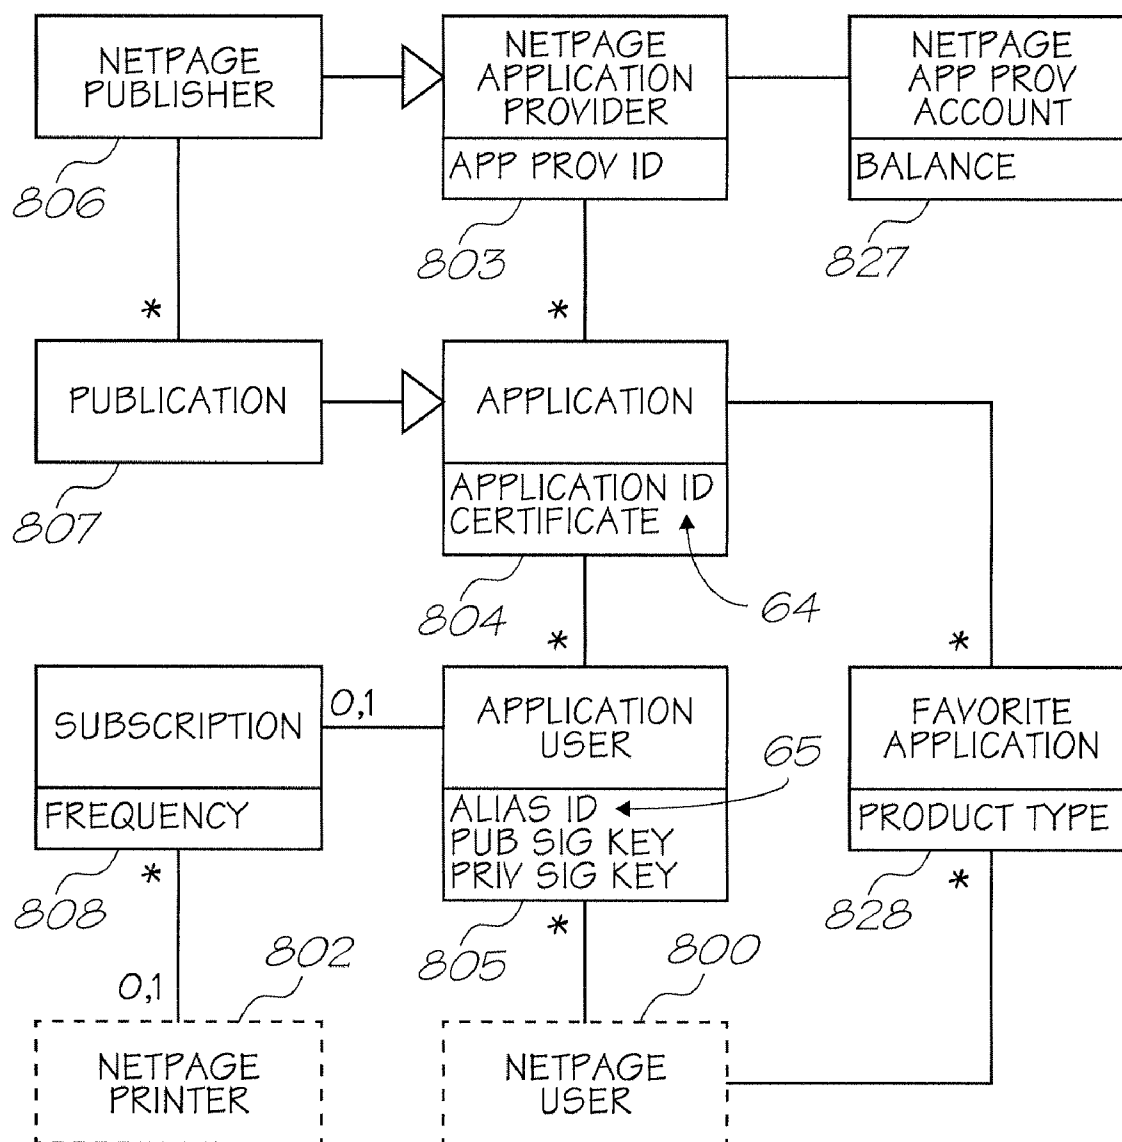 NETPAGE
PUBLISHER
806
NETPAGE
APPLICATION
PROVIDER
APP PROV ID
803
NETPAGE
APP PROV
ACCOUNT
BALANCE
827
*
*
PUBLICATION
807
APPLICATION
APPLICATION ID
CERTIFICATE
64
804
*
*
SUBSCRIPTION
0,1
FREQUENCY
808
*
APPLICATION
USER
65
ALIAS ID
PUB SIG KEY
PRIV SIG KEY
805
*
FAVORITE
APPLICATION
PRODUCT TYPE
828
*
802
0,1
NETPAGE
PRINTER
800
NETPAGE
USER